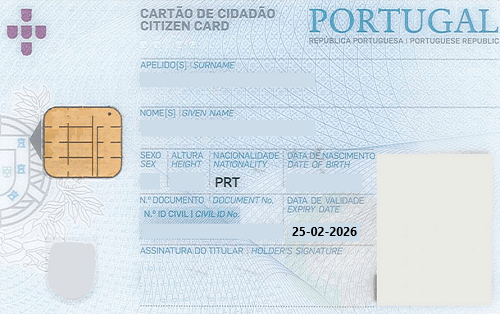 CARTÃO DE CIDADÃO
CITIZEN CARD
PORTUGAL
REPÚBLICA PORTUGUESA | PORTUGUESE REPUBLIC
APELIDO[S] | SURNAME
NOME[S] | GIVEN NAME
SEXO ALTURA NACIONALIDADE DATA DE NASCIMENTO
SEX HEIGHT NATIONALITY DATE OF BIRTH
PRT
N.º DOCUMENTO | DOCUMENT No. DATA DE VALIDADE
N.º ID CIVIL | CIVIL ID No. EXPIRY DATE
25-02-2026
ASSINATURA DO TITULAR | HOLDER'S SIGNATURE